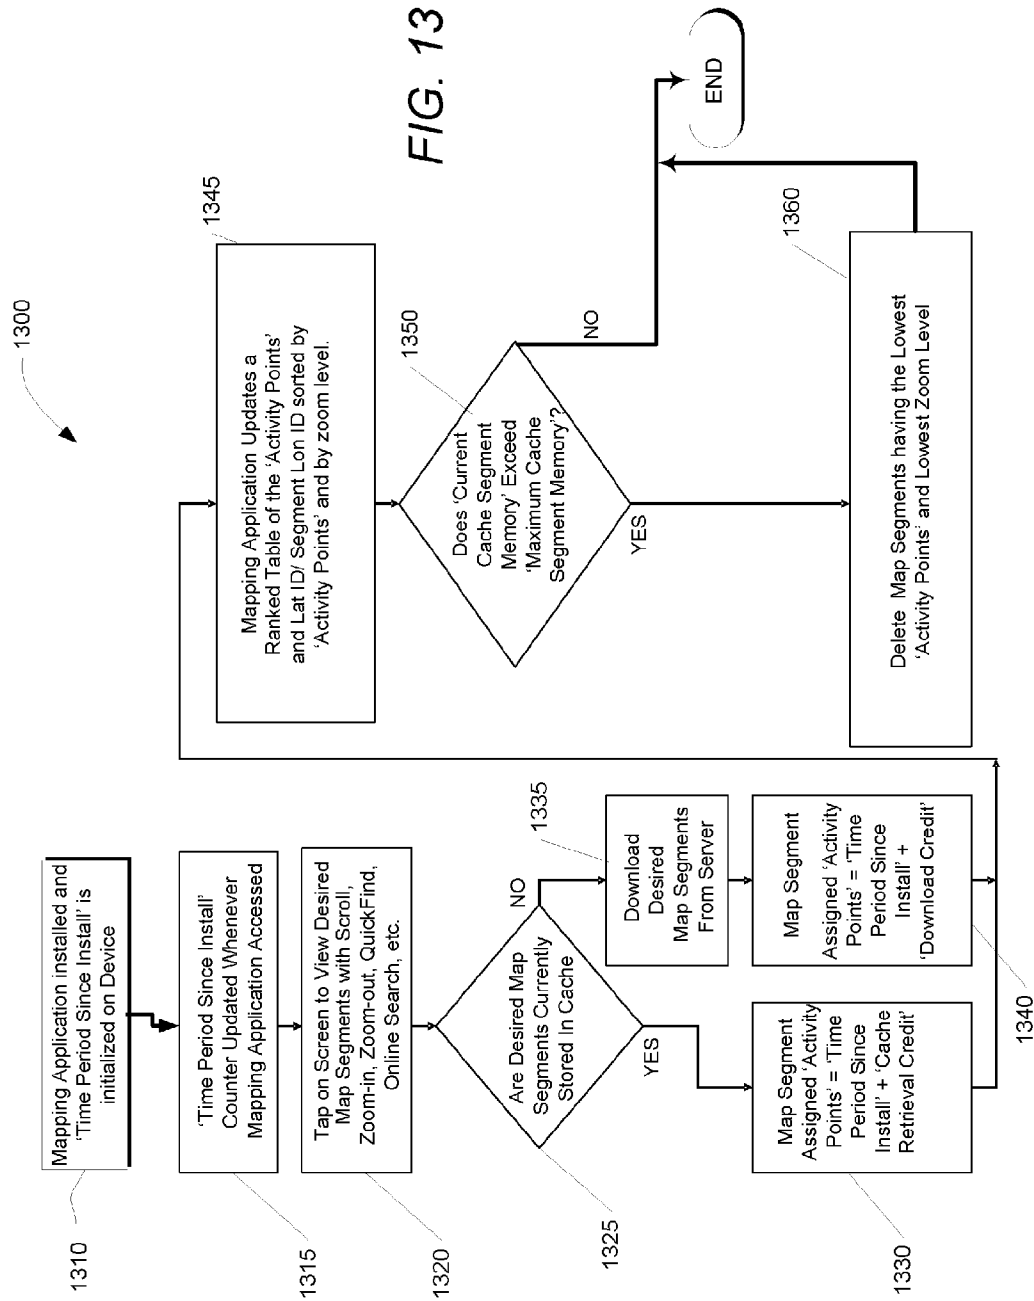 1300
1310
Mapping Application installed and
‘Time Period Since Install’ is
initialized on Device
1315
‘Time Period Since Install’
Counter Updated Whenever
Mapping Application Accessed
1320
Tap on Screen to View Desired
Map Segments with Scroll,
Zoom-in, Zoom-out, QuickFind,
Online Search, etc.
1325
Are Desired Map
Segments Currently
Stored In Cache
NO
YES
1335
Download
Desired
Map Segments
From Server
1330
Map Segment
Assigned ‘Activity
Points’ = ‘Time
Period Since
Install’ + ‘Cache
Retrieval Credit’
1340
Map Segment
Assigned ‘Activity
Points’ = ‘Time
Period Since
Install’ +
‘Download Credit’
1345
Mapping Application Updates a
Ranked Table of the ‘Activity Points’
and Lat ID/ Segment Lon ID sorted by
‘Activity Points’ and by zoom level.
1350
Does ‘Current
Cache Segment
Memory’ Exceed
‘Maximum Cache
Segment Memory’?
NO
YES
1360
Delete Map Segments having the Lowest
‘Activity Points’ and Lowest Zoom Level
END
FIG. 13